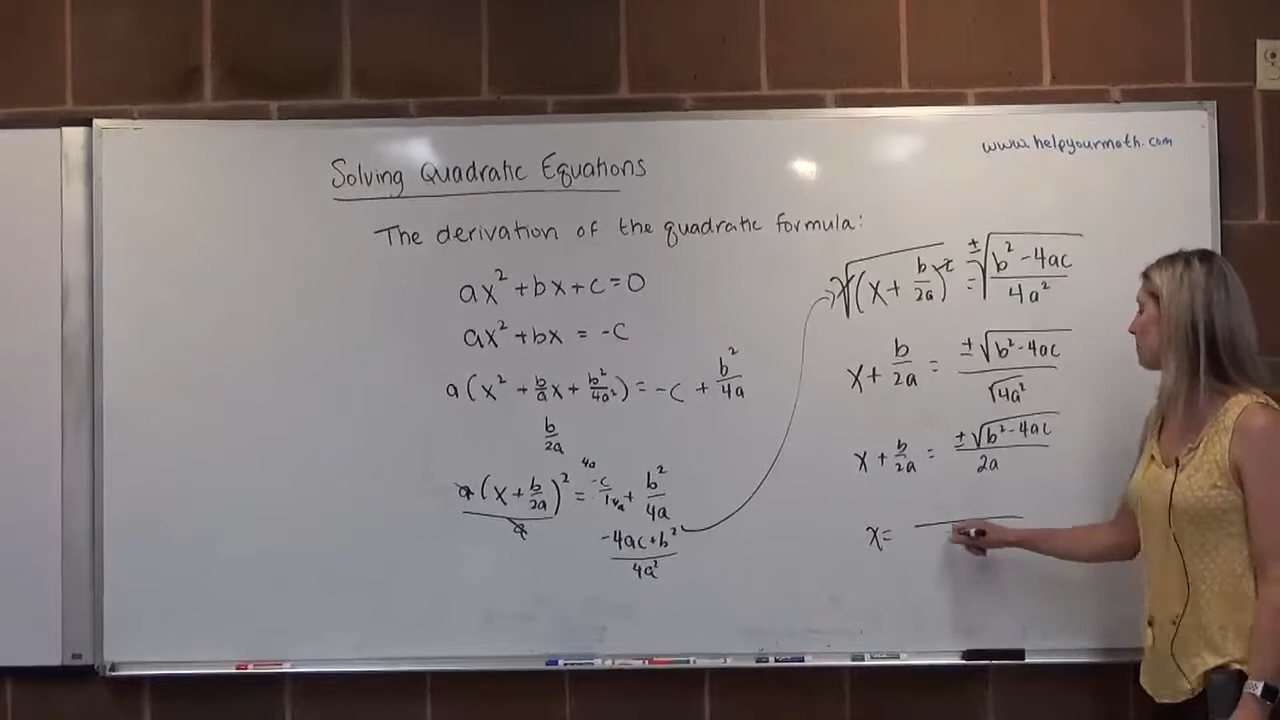 www.helpyourmath.com
Solving Quadratic Equations
The derivation of the quadratic formula:
ax² + bx + c = 0
ax² + bx = -c
a(x² + b/a x + b²/4a²) = -c + b²/4a
b/2a
a(x + b/2a)²/a = -c/1 4a/4a + b²/4a
-4ac + b²/4a²
√(x + b/2a)² = ±√b² - 4ac/4a²
x + b/2a = ±√b² - 4ac/√4a²
x + b/2a = ±√b² - 4ac/2a
x =